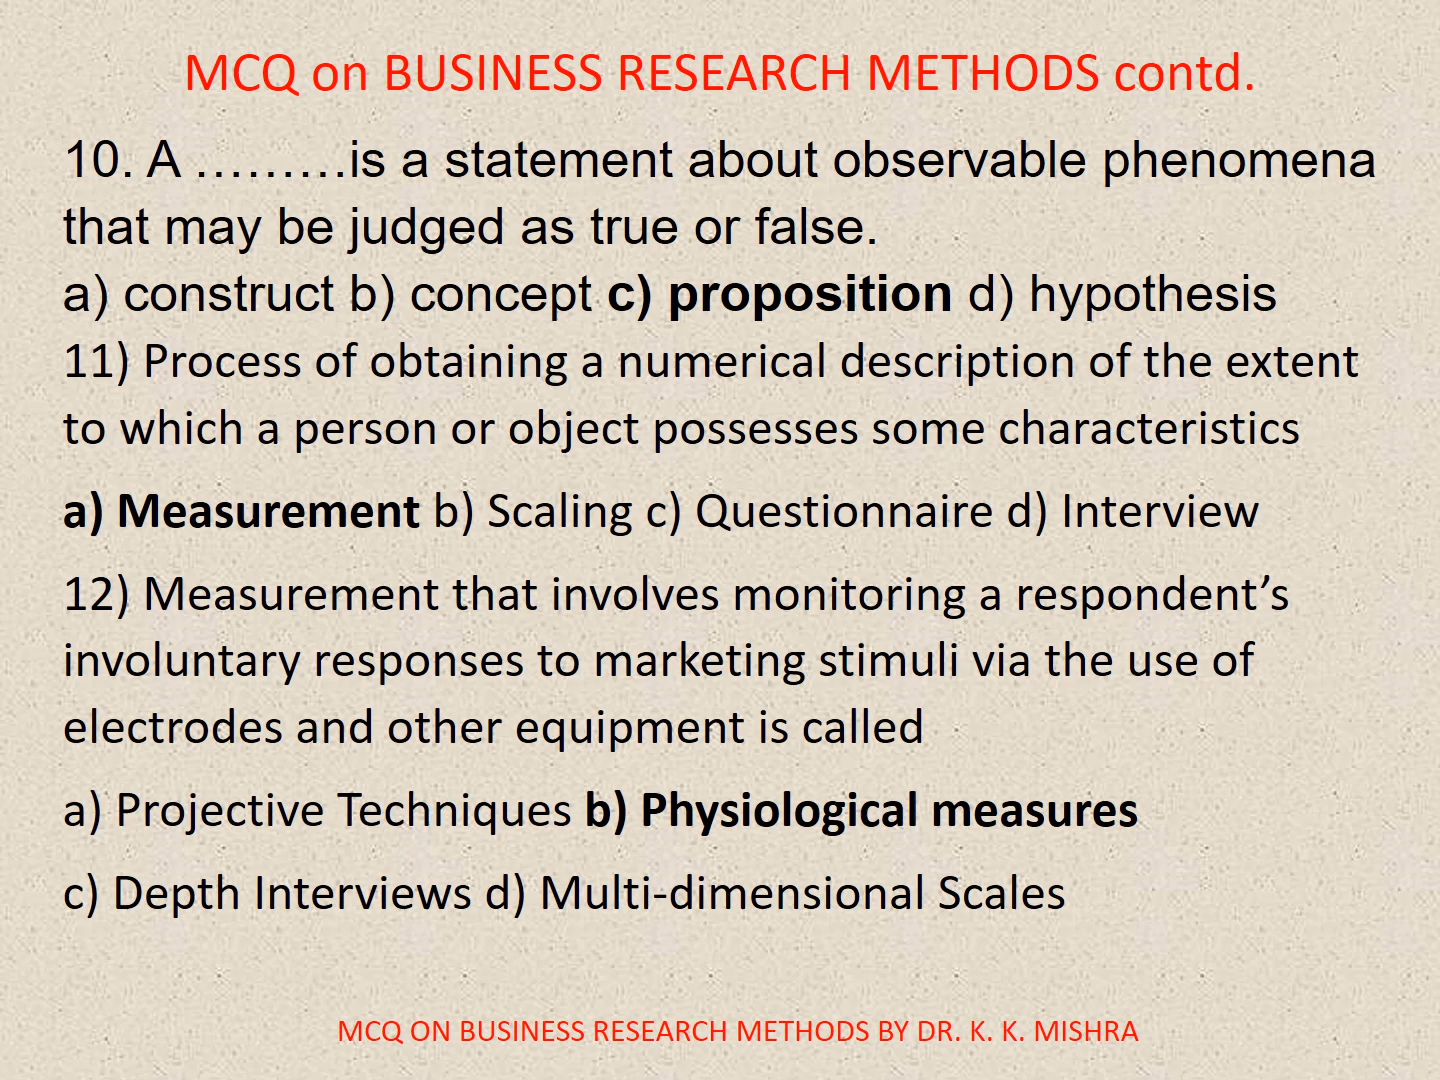 MCQ on BUSINESS RESEARCH METHODS contd.
10. A ………is a statement about observable phenomena
that may be judged as true or false.
a) construct b) concept c) proposition d) hypothesis
11) Process of obtaining a numerical description of the extent
to which a person or object possesses some characteristics
a) Measurement b) Scaling c) Questionnaire d) Interview
12) Measurement that involves monitoring a respondent’s
involuntary responses to marketing stimuli via the use of
electrodes and other equipment is called
a) Projective Techniques b) Physiological measures
c) Depth Interviews d) Multi-dimensional Scales
MCQ ON BUSINESS RESEARCH METHODS BY DR. K. K. MISHRA